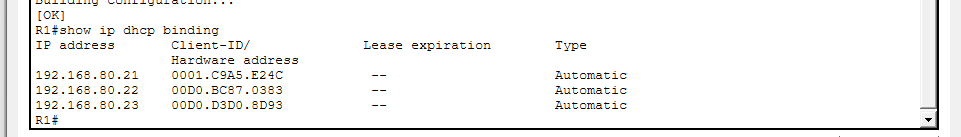 Building configuration...
[OK]
R1#show ip dhcp binding
IP address Client-ID/ Lease expiration Type
Hardware address
192.168.80.21 0001.C9A5.E24C -- Automatic
192.168.80.22 00D0.BC87.0383 -- Automatic
192.168.80.23 00D0.D3D0.8D93 -- Automatic
R1#